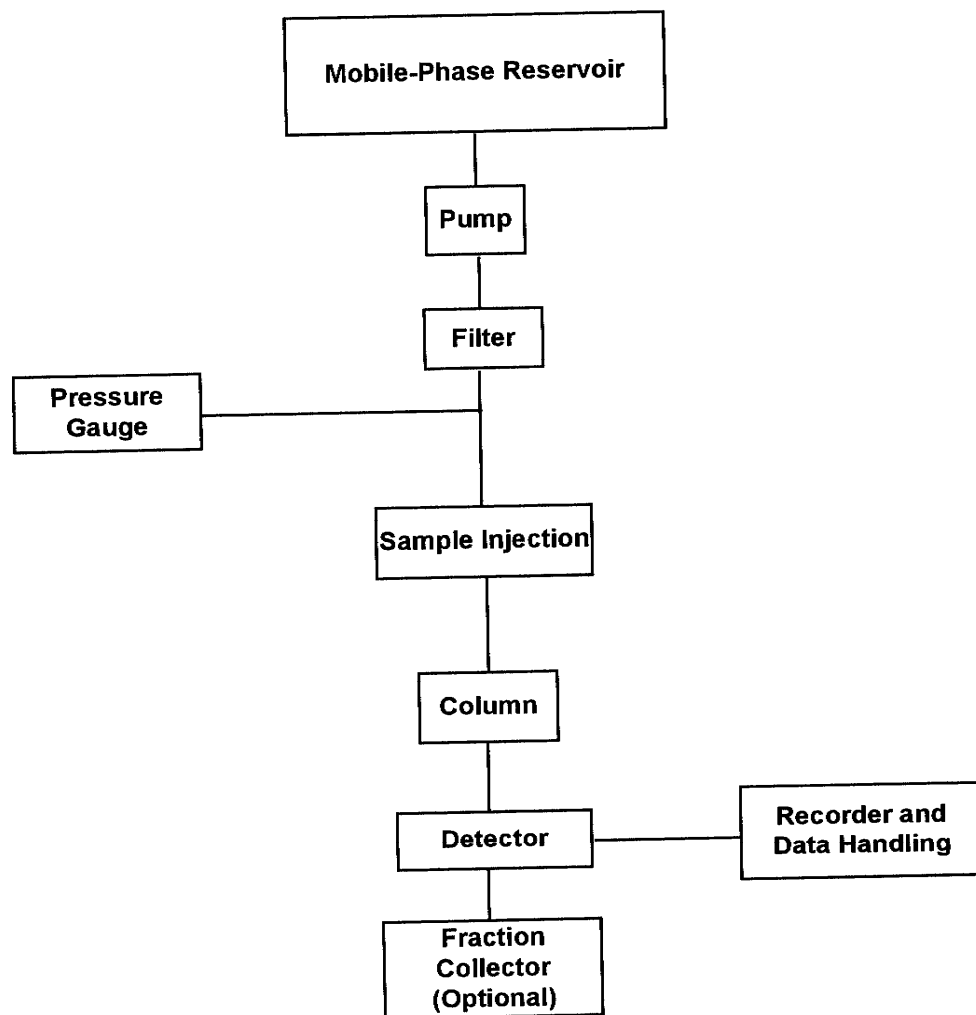 Mobile-Phase Reservoir
Pump
Filter
Pressure
Gauge
Sample Injection
Column
Detector
Recorder and
Data Handling
Fraction
Collector
(Optional)